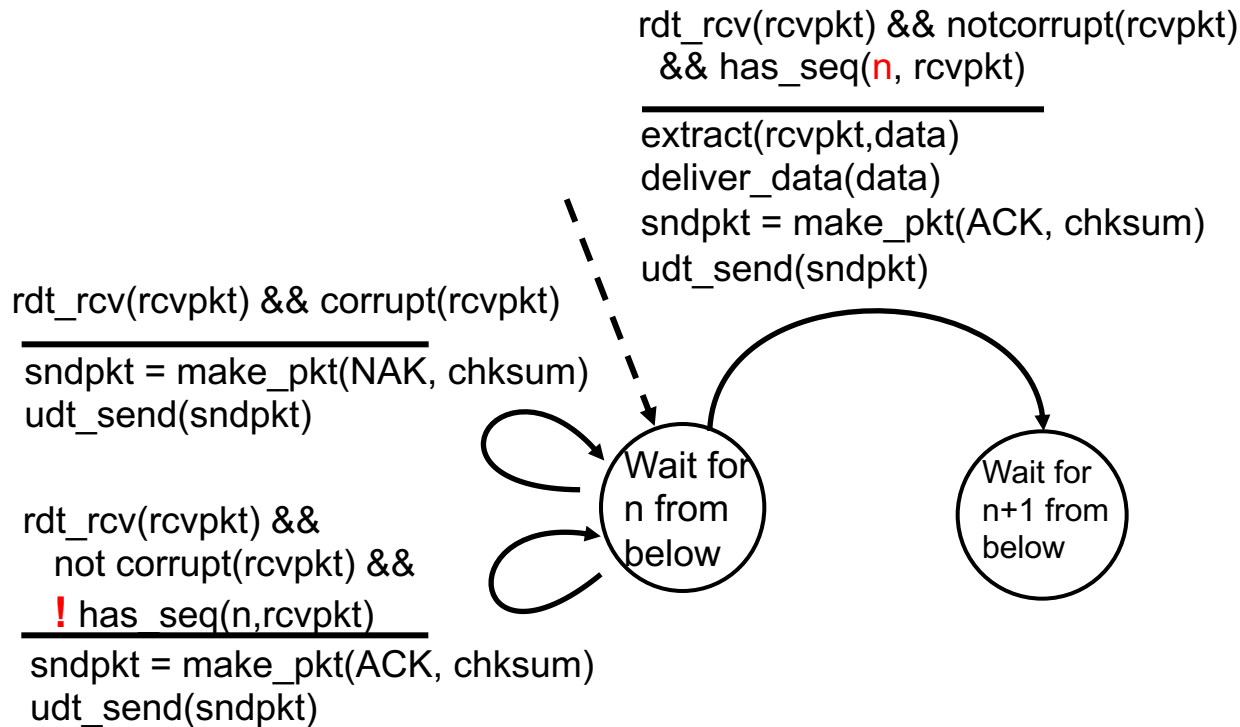 rdt_rcv(rcvpkt) && notcorrupt(rcvpkt)
&& has_seq(n, rcvpkt)
extract(rcvpkt,data)
deliver_data(data)
sndpkt = make_pkt(ACK, chksum)
udt_send(sndpkt)
rdt_rcv(rcvpkt) && corrupt(rcvpkt)
sndpkt = make_pkt(NAK, chksum)
udt_send(sndpkt)
rdt_rcv(rcvpkt) &&
not corrupt(rcvpkt) &&
! has_seq(n,rcvpkt)
sndpkt = make_pkt(ACK, chksum)
udt_send(sndpkt)
Wait for
n from
below
Wait for
n+1 from
below